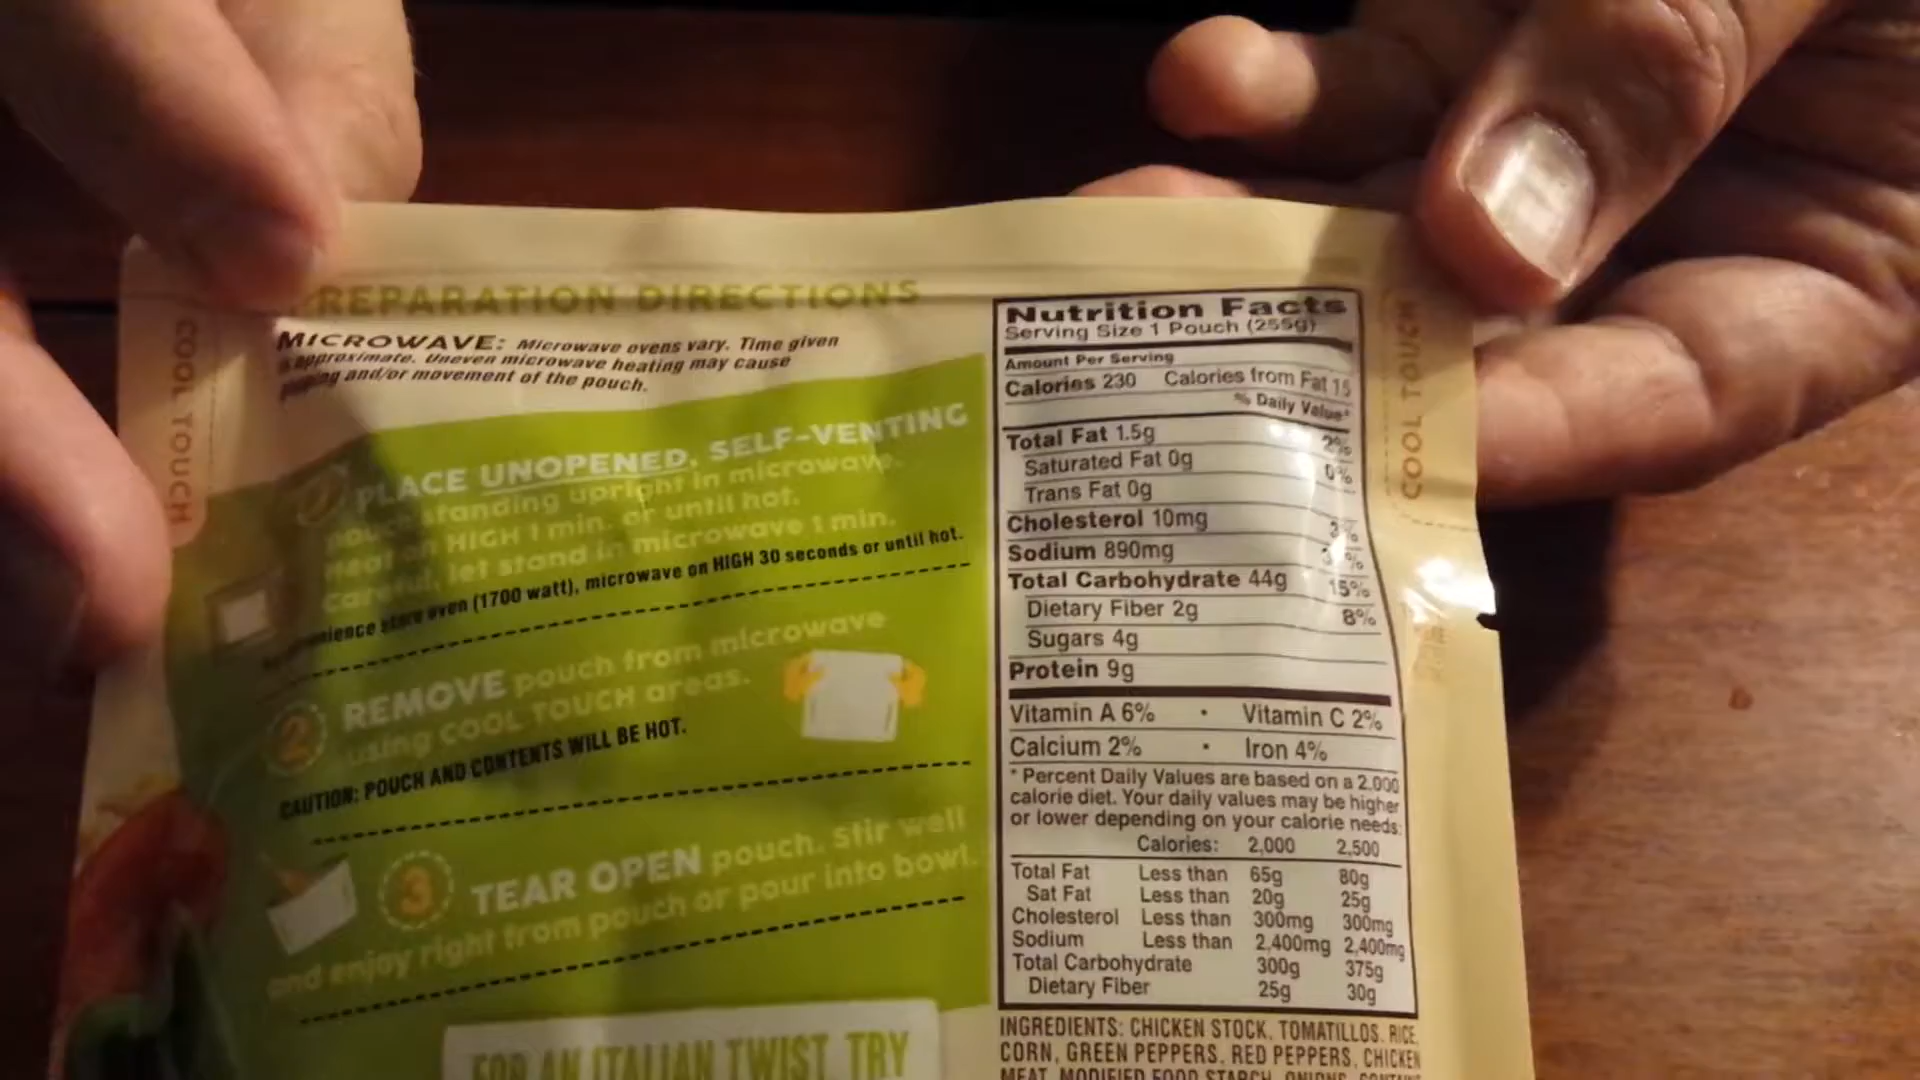 COOL TOUCH
REPARATION DIRECTIONS
MICROWAVE: Microwave ovens vary. Time given
is approximate. Uneven microwave heating may cause
and/or movement of the pouch.
PLACE UNOPENED, SELF-VENTING
pouch standing upright in microwave.
Heat on HIGH 1 min. or until hot.
Careful, let stand in microwave 1 min.
store oven (1700 watt), microwave on HIGH 30 seconds or until hot.
2 REMOVE pouch from microwave
using COOL TOUCH areas.
CAUTION: POUCH AND CONTENTS WILL BE HOT.
3 TEAR OPEN pouch. Stir well
and enjoy right from pouch or pour into bowl.
FOR AN ITALIAN TWIST, TRY
Nutrition Facts
Serving Size 1 Pouch (255g)
Amount Per Serving
Calories 230 Calories from Fat 15
% Daily Value*
Total Fat 1.5g 2%
Saturated Fat 0g 0%
Trans Fat 0g
Cholesterol 10mg 3%
Sodium 890mg
Total Carbohydrate 44g 15%
Dietary Fiber 2g 8%
Sugars 4g
Protein 9g
Vitamin A 6% • Vitamin C 2%
Calcium 2% • Iron 4%
* Percent Daily Values are based on a 2,000
calorie diet. Your daily values may be higher
or lower depending on your calorie needs:
Calories: 2,000 2,500
Total Fat Less than 65g 80g
Sat Fat Less than 20g 25g
Cholesterol Less than 300mg 300mg
Sodium Less than 2,400mg 2,400mg
Total Carbohydrate 300g 375g
Dietary Fiber 25g 30g
INGREDIENTS: CHICKEN STOCK, TOMATILLOS, RICE,
CORN, GREEN PEPPERS, RED PEPPERS, CHICKEN
MEAT, MODIFIED FOOD STARCH, ONIONS,
COOL TOUCH